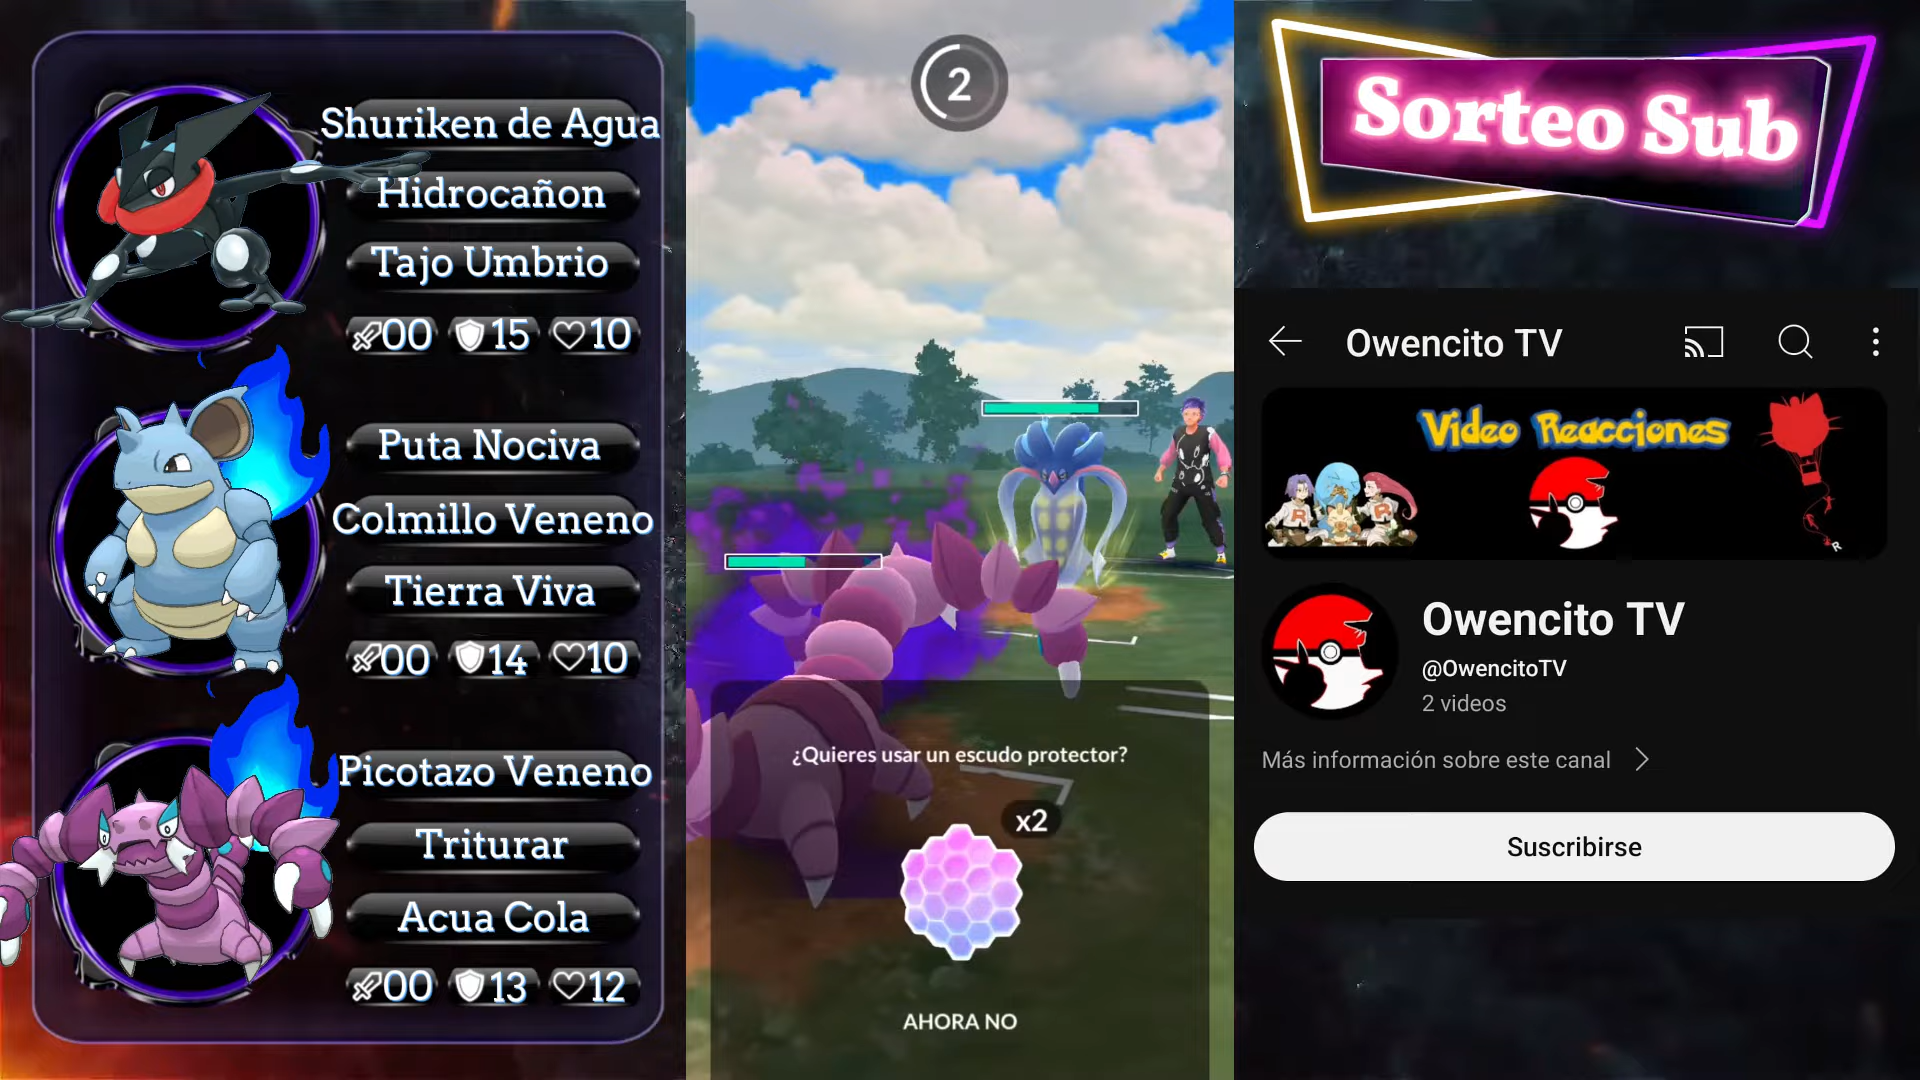 Shuriken de Agua
Hidrocañon
Tajo Umbrio
00 15 10
Puta Nociva
Colmillo Veneno
Tierra Viva
00 14 10
Picotazo Veneno
Triturar
Acua Cola
00 13 12
2
¿Quieres usar un escudo protector?
x2
AHORA NO
Sorteo Sub
Owencito TV
Video Reacciones
R
R
R
Owencito TV
@OwencitoTV
2 videos
Más información sobre este canal
Suscribirse